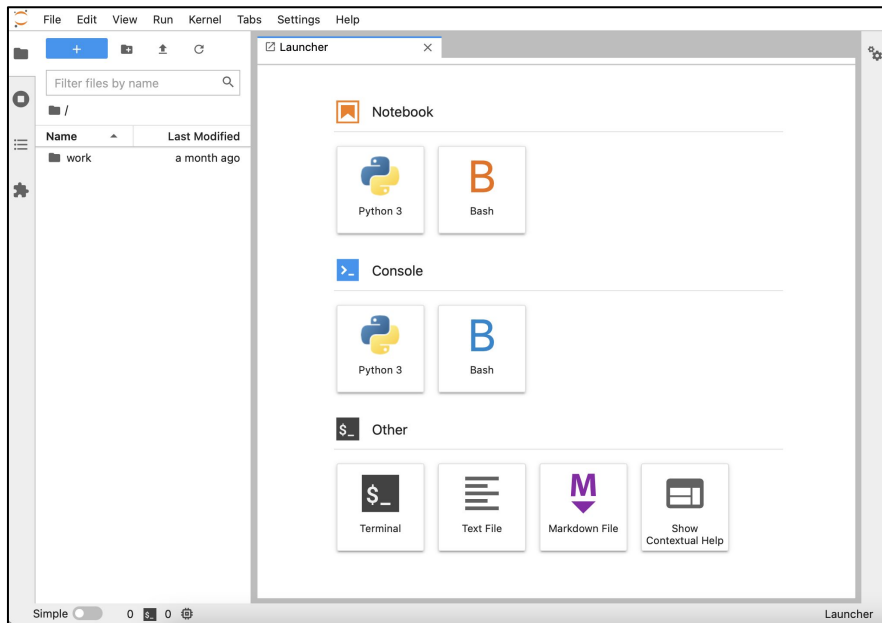 File Edit View Run Kernel Tabs Settings Help
+
Launcher
Filter files by name
/
Name Last Modified
work a month ago
Notebook
Python 3 B Bash
Console
Python 3 B Bash
$_ Other
$_ Terminal Text File M Markdown File Show Contextual Help
Simple 0 $_ 0 Launcher